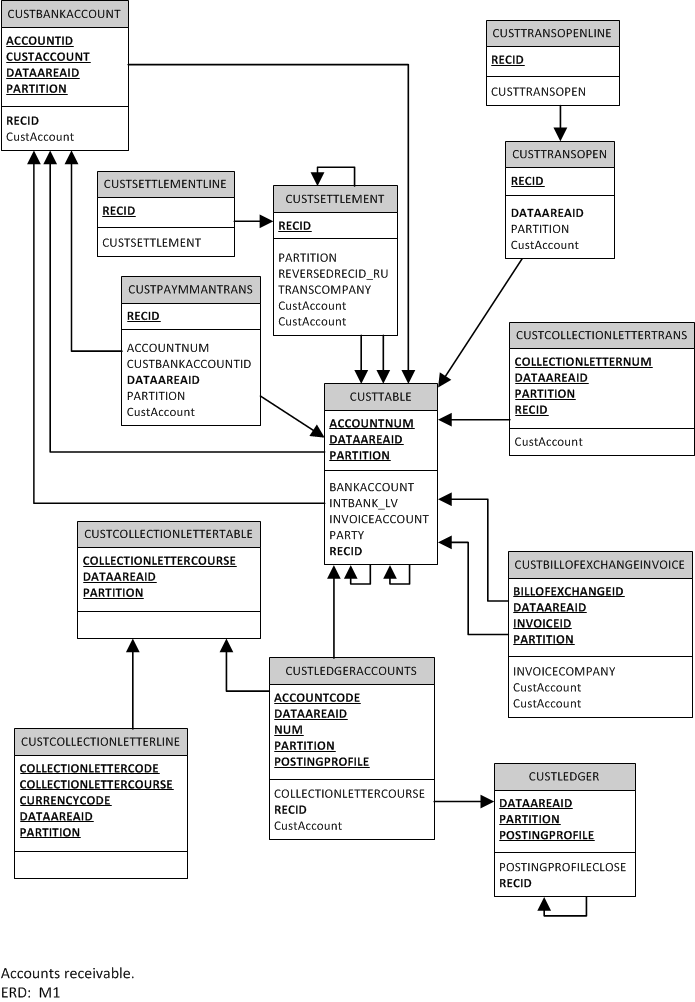 CUSTBANKACCOUNT
ACCOUNTID
CUSTACCOUNT
DATAAREAID
PARTITION
RECID
CustAccount
CUSTTRANSOPENLINE
RECID
CUSTTRANSOPEN
CUSTTRANSOPEN
RECID
DATAAREAID
PARTITION
CustAccount
CUSTSETTLEMENTLINE
RECID
CUSTSETTLEMENT
CUSTSETTLEMENT
RECID
PARTITION
REVERSEDRECID_RU
TRANSCOMPANY
CustAccount
CustAccount
CUSTPAYMMANTRANS
RECID
ACCOUNTNUM
CUSTBANKACCOUNTID
DATAAREAID
PARTITION
CustAccount
CUSTCOLLECTIONLETTERTRANS
COLLECTIONLETTERNUM
DATAAREAID
PARTITION
RECID
CustAccount
CUSTTABLE
ACCOUNTNUM
DATAAREAID
PARTITION
BANKACCOUNT
INTBANK_LV
INVOICEACCOUNT
PARTY
RECID
CUSTCOLLECTIONLETTERTABLE
COLLECTIONLETTERCOURSE
DATAAREAID
PARTITION
CUSTBILLOFEXCHANGEINVOICE
BILLOFEXCHANGEID
DATAAREAID
INVOICEID
PARTITION
INVOICECOMPANY
CustAccount
CustAccount
CUSTLEDGERACCOUNTS
ACCOUNTCODE
DATAAREAID
NUM
PARTITION
POSTINGPROFILE
COLLECTIONLETTERCOURSE
RECID
CustAccount
CUSTCOLLECTIONLETTERLINE
COLLECTIONLETTERCODE
COLLECTIONLETTERCOURSE
CURRENCYCODE
DATAAREAID
PARTITION
CUSTLEDGER
DATAAREAID
PARTITION
POSTINGPROFILE
POSTINGPROFILECLOSE
RECID
Accounts receivable.
ERD:  M1